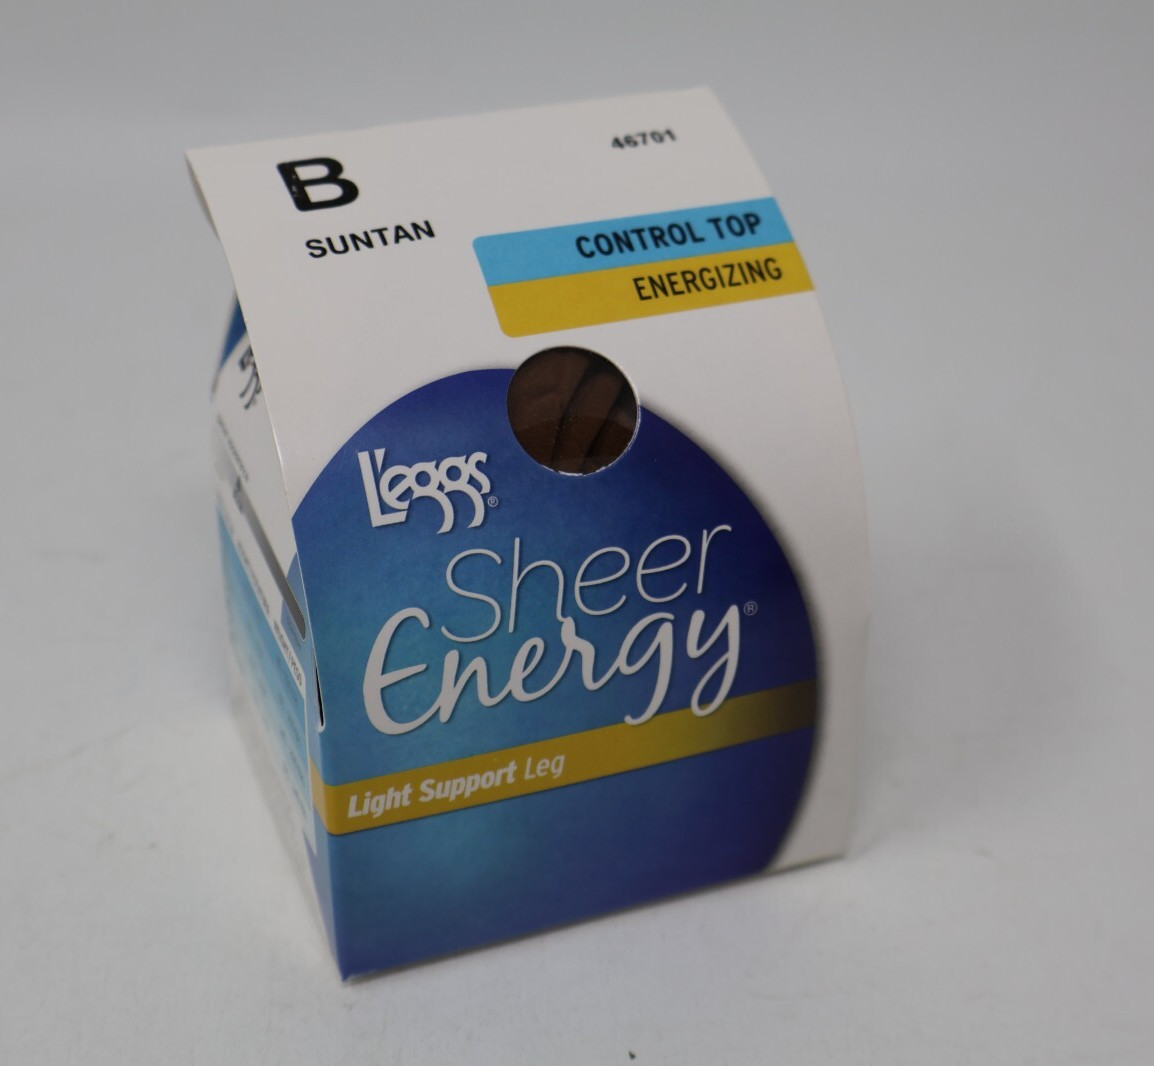 B
46701
SUNTAN
CONTROL TOP
ENERGIZING
L'eggs®
Sheer
Energy®
Light Support Leg